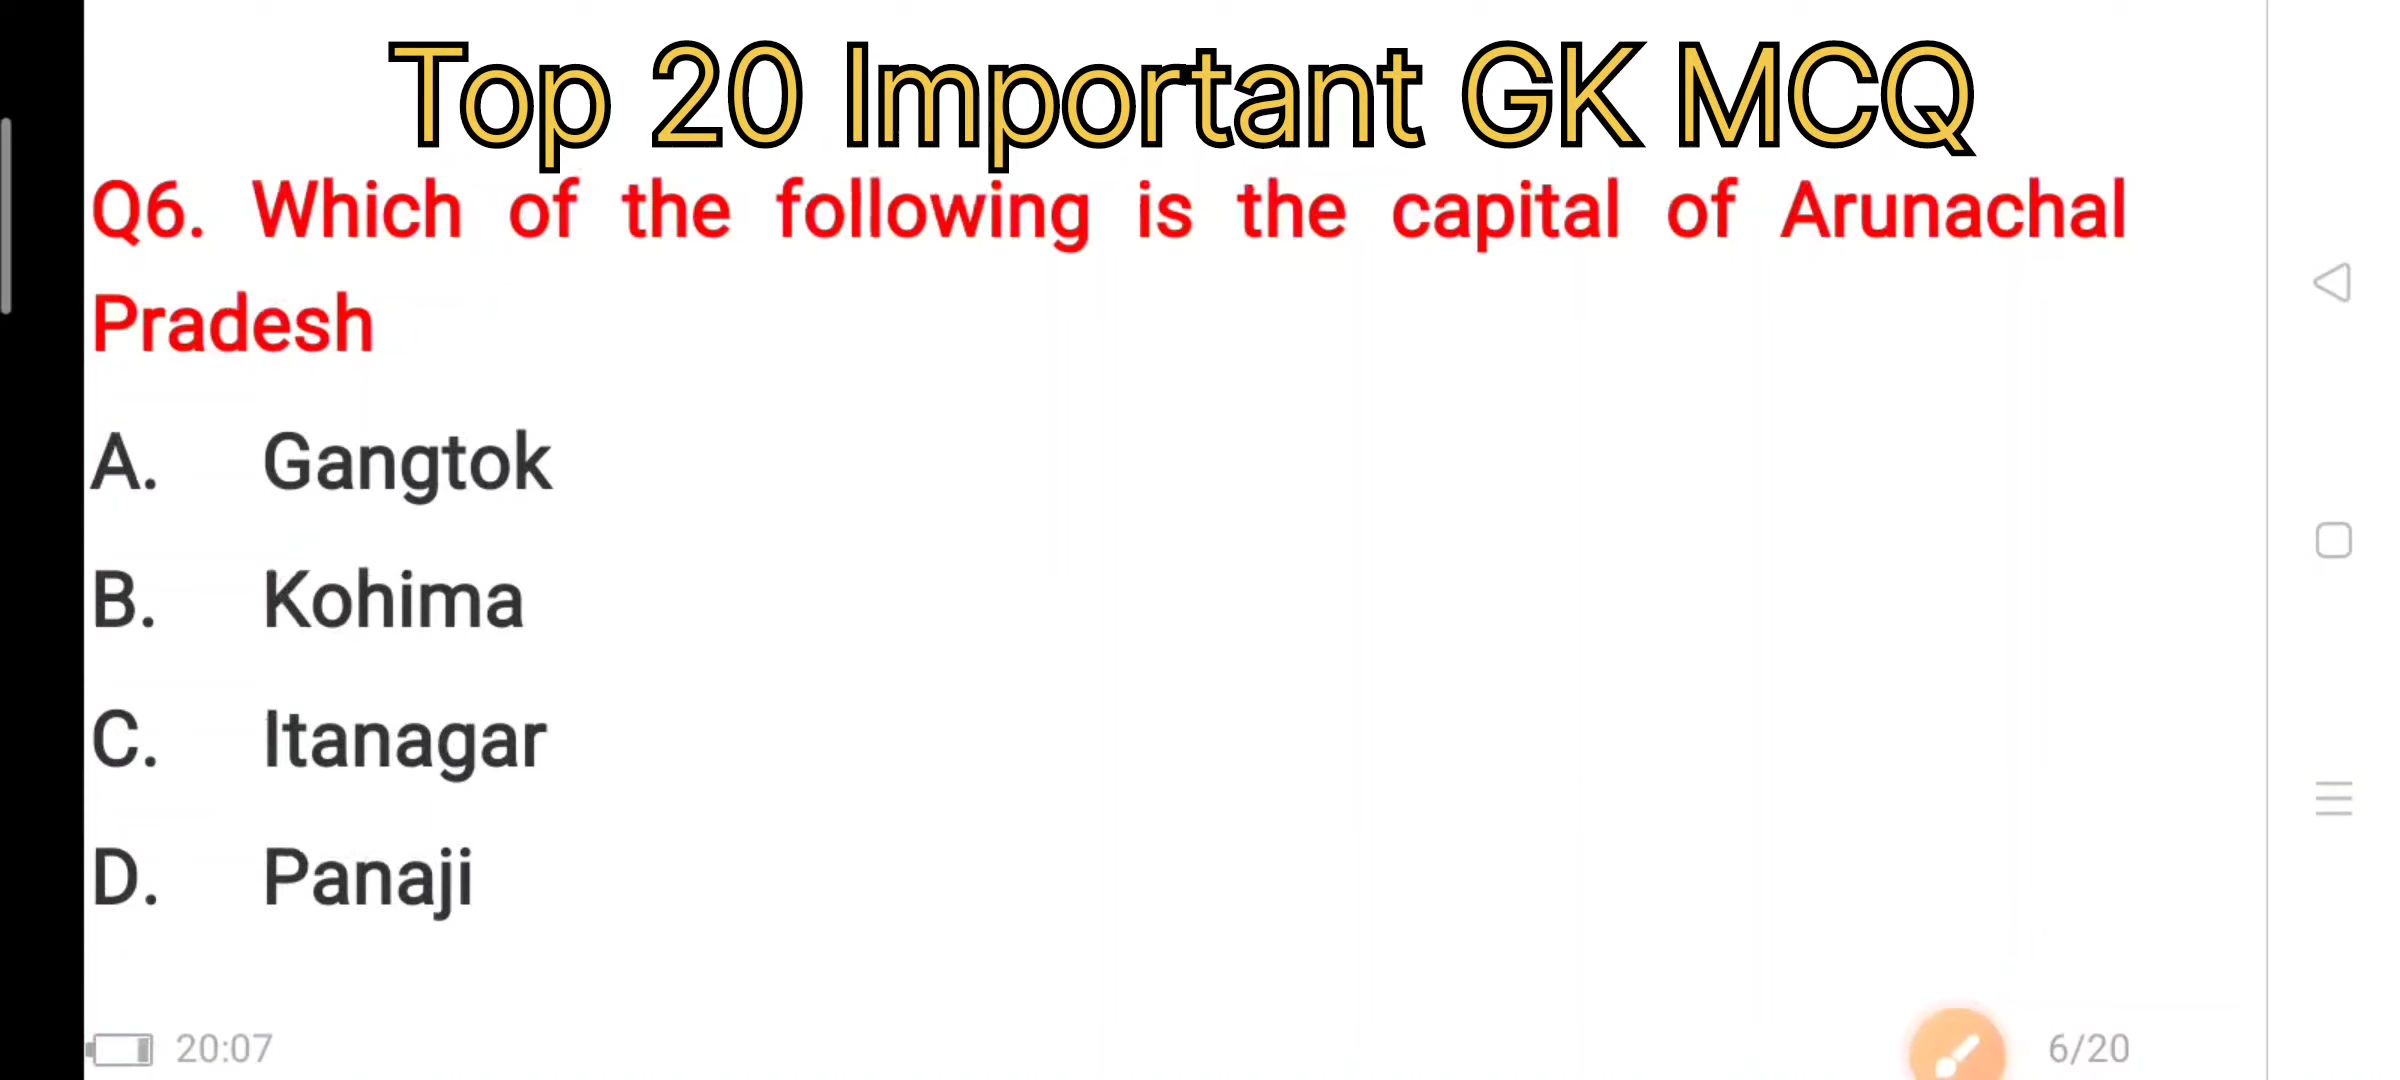 Top 20 Important GK MCQ
Q6. Which of the following is the capital of Arunachal
Pradesh
A. Gangtok
B. Kohima
C. Itanagar
D. Panaji
20:07
6/20